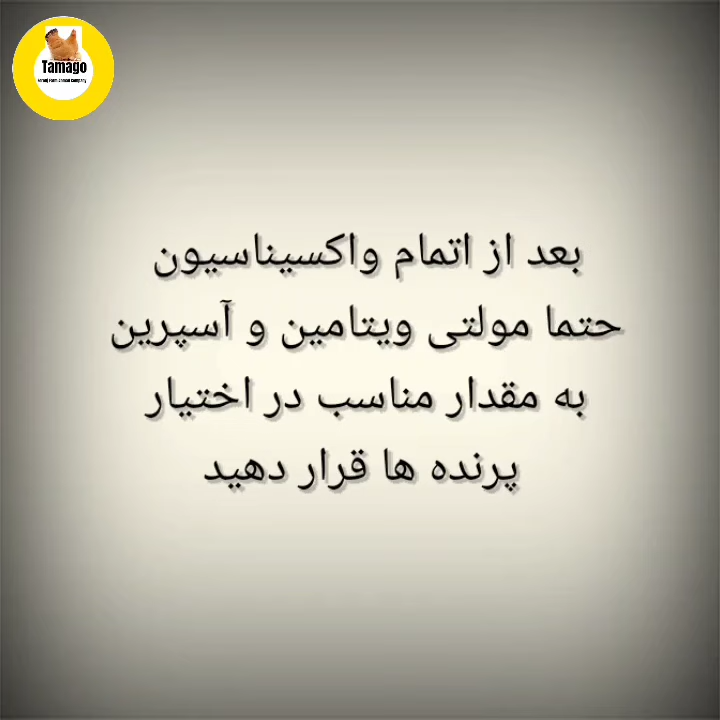 Tamago
بعد از اتمام واکسیناسیون
حتما مولتی ویتامین و آسپرین
به مقدار مناسب در اختیار
پرنده ها قرار دهید